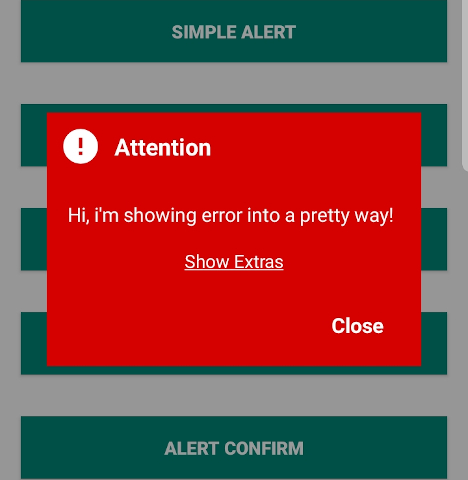 SIMPLE ALERT
Attention
Hi, i'm showing error into a pretty way!
Show Extras
Close
ALERT CONFIRM